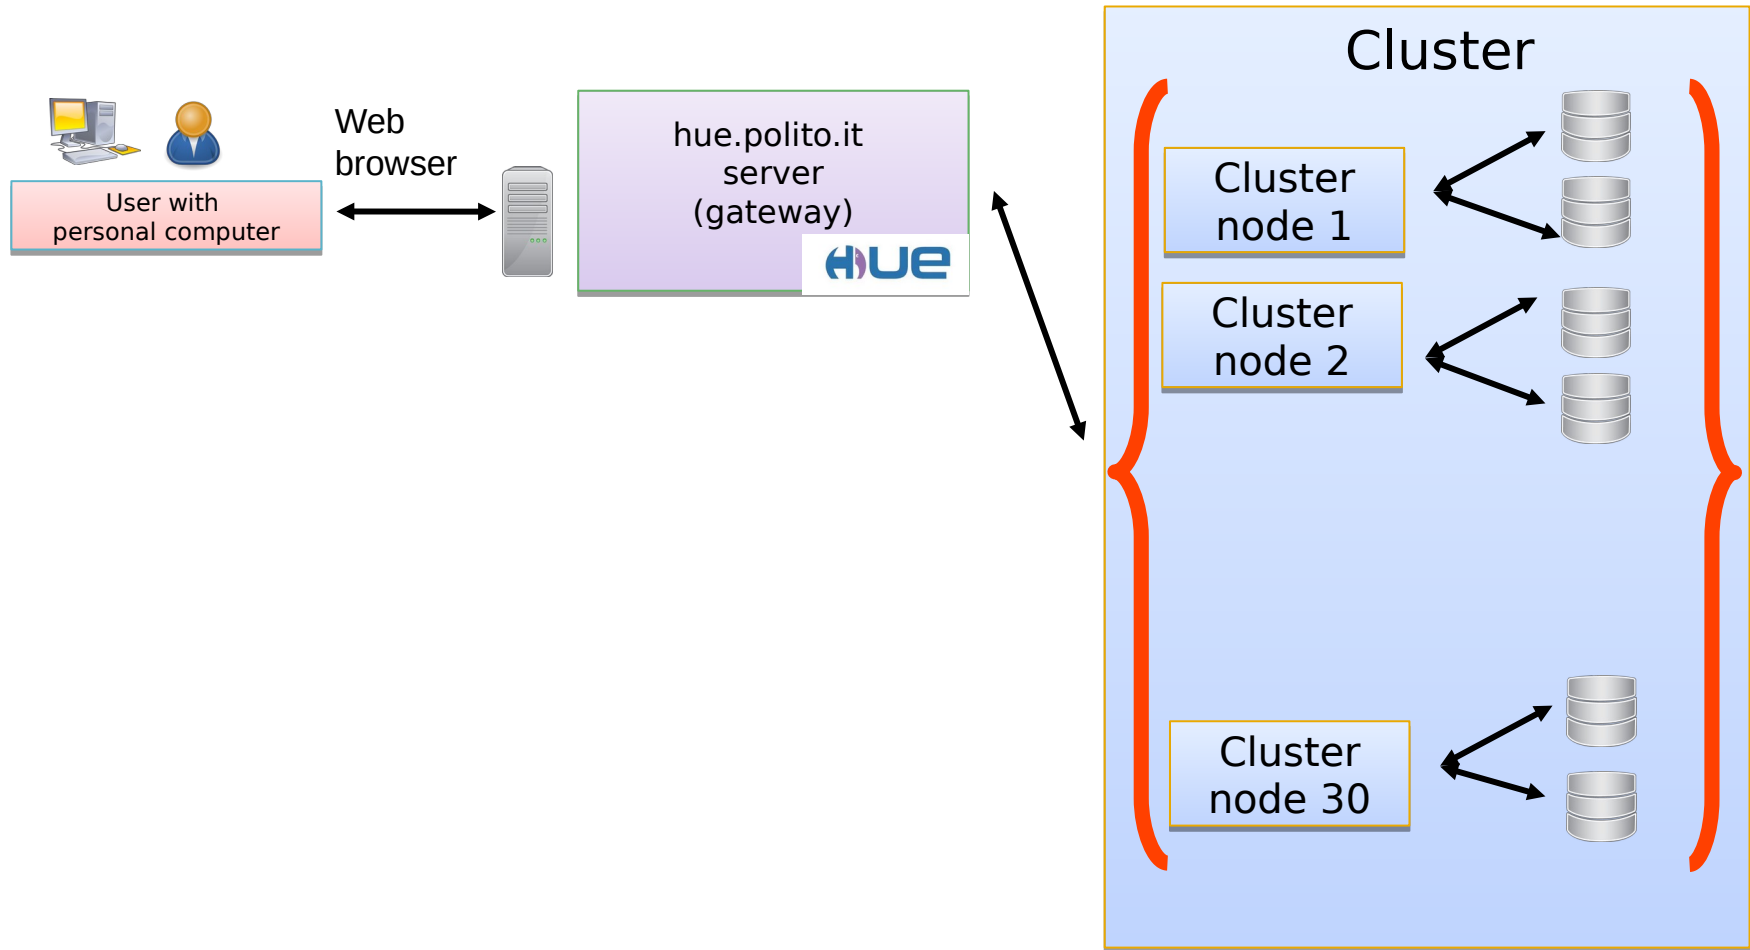 Cluster
Web
browser
User with
personal computer
hue.polito.it
server
(gateway)
HUE
Cluster
node 1
Cluster
node 2
Cluster
node 30